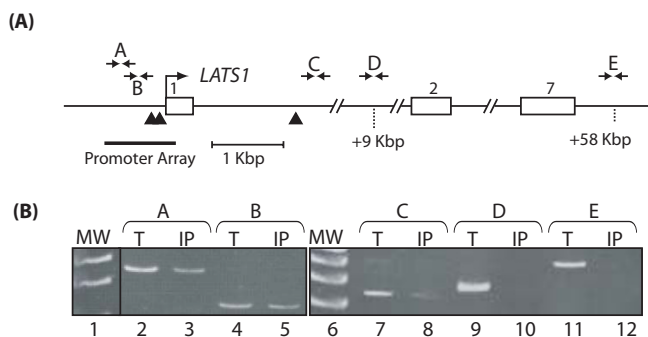 (A)
A
B
C
D
E
LATS1
1
2
7
+9 Kbp
+58 Kbp
Promoter Array
1 Kbp
(B)
A
B
C
D
E
MW
T
IP
T
IP
MW
T
IP
T
IP
T
IP
1
2
3
4
5
6
7
8
9
10
11
12